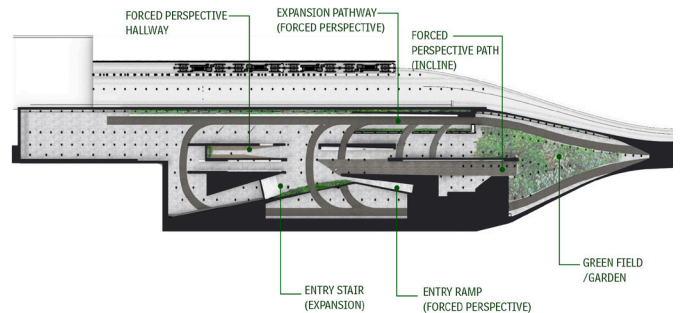 FORCED PERSPECTIVE
HALLWAY
EXPANSION PATHWAY
(FORCED PERSPECTIVE)
FORCED
PERSPECTIVE PATH
(INCLINE)
ENTRY STAIR
(EXPANSION)
ENTRY RAMP
(FORCED PERSPECTIVE)
GREEN FIELD
/GARDEN